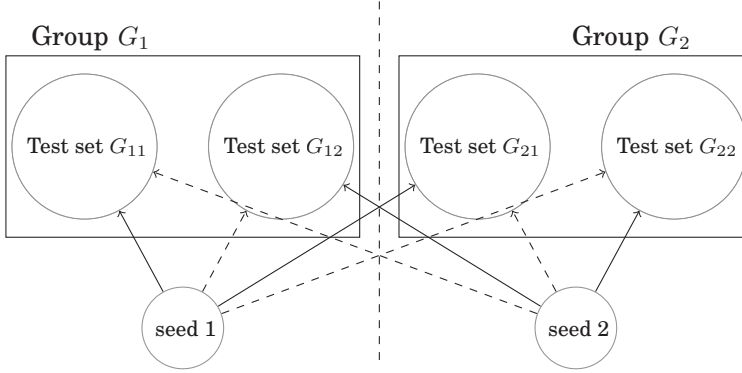 Group G₁
Group G₂
Test set G₁₁
Test set G₁₂
Test set G₂₁
Test set G₂₂
seed 1
seed 2